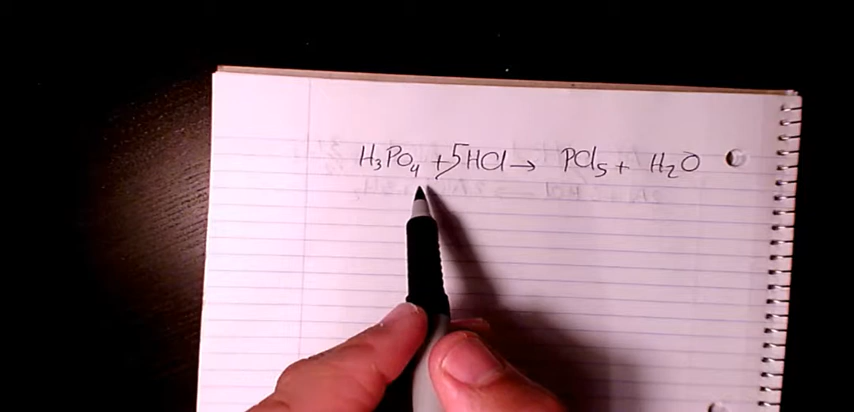 H₃PO₄ + 5HCl → PCl₅ + H₂O